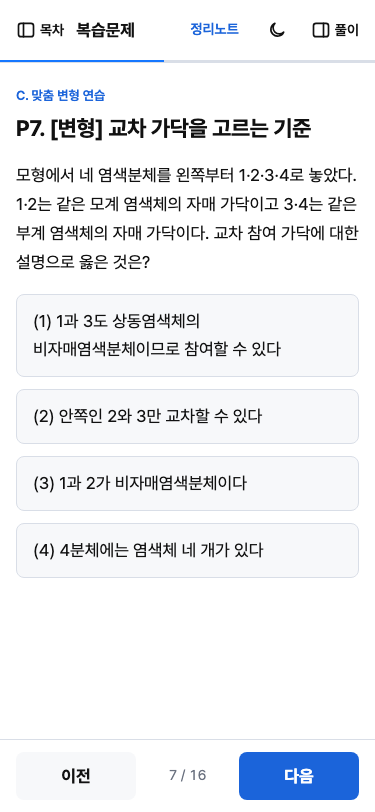 목차 복습문제 정리노트 풀이
C. 맞춤 변형 연습
P7. [변형] 교차 가닥을 고르는 기준
모형에서 네 염색분체를 왼쪽부터 1·2·3·4로 놓았다.
1·2는 같은 모계 염색체의 자매 가닥이고 3·4는 같은
부계 염색체의 자매 가닥이다. 교차 참여 가닥에 대한
설명으로 옳은 것은?
(1) 1과 3도 상동염색체의
비자매염색분체이므로 참여할 수 있다
(2) 안쪽인 2와 3만 교차할 수 있다
(3) 1과 2가 비자매염색분체이다
(4) 4분체에는 염색체 네 개가 있다
이전 7 / 16 다음